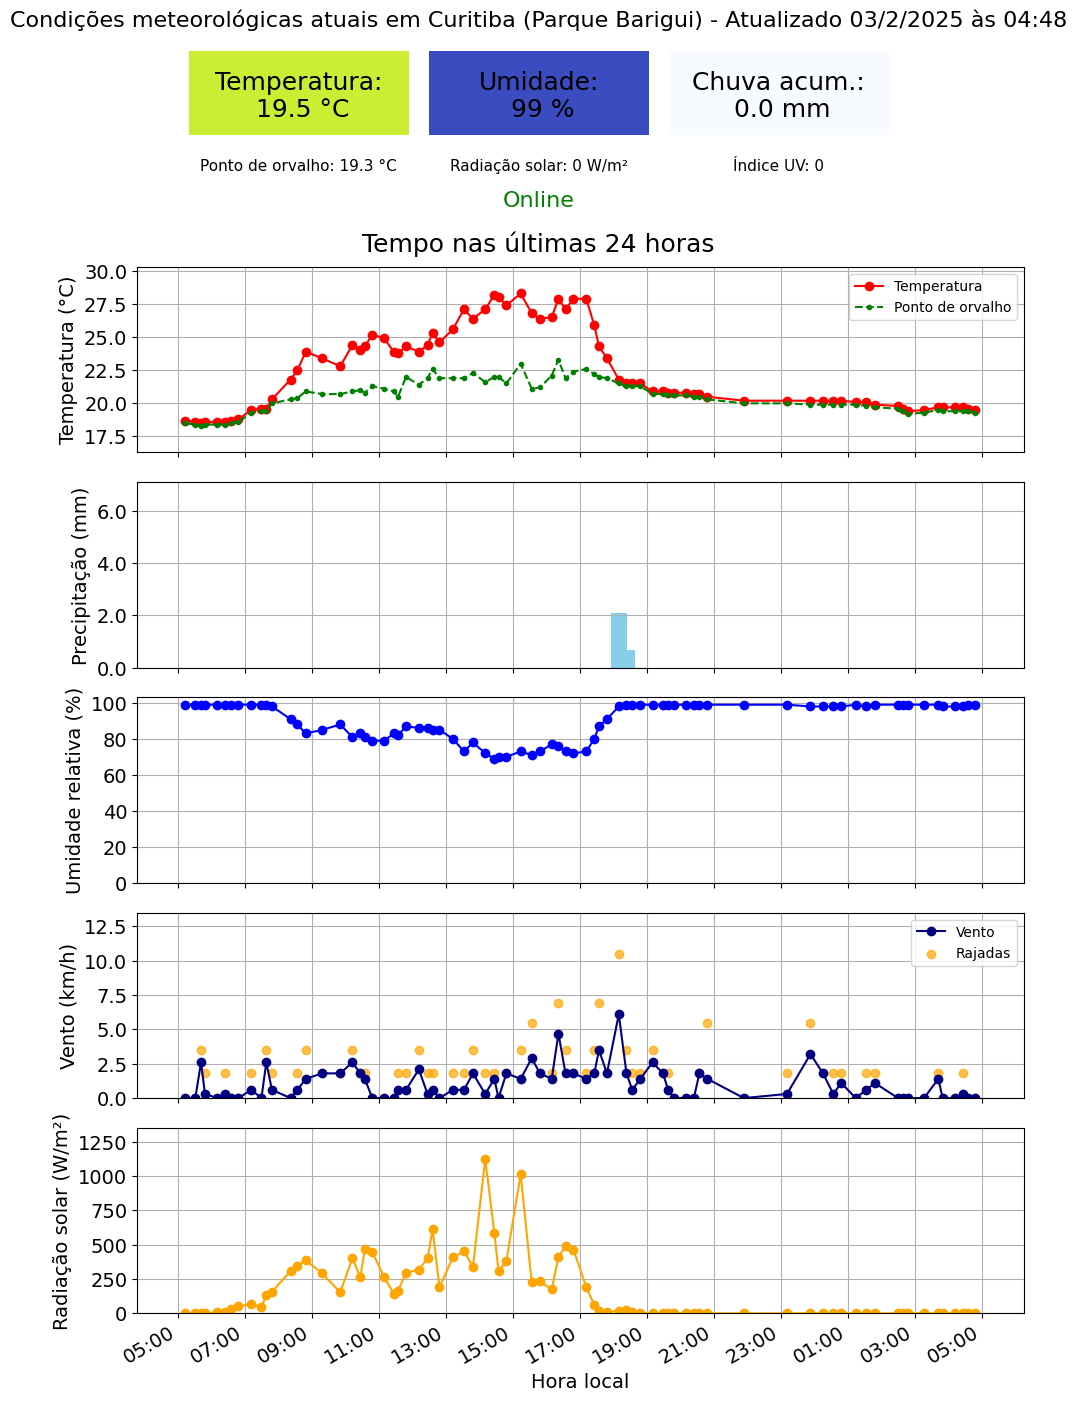 Condições meteorológicas atuais em Curitiba (Parque Barigui) - Atualizado 03/2/2025 às 04:48
Temperatura:
19.5 °C
Umidade:
99 %
Chuva acum.:
0.0 mm
Ponto de orvalho: 19.3 °C
Radiação solar: 0 W/m²
Índice UV: 0
Online
Tempo nas últimas 24 horas
Temperatura (°C)
30.0
27.5
25.0
22.5
20.0
17.5
Temperatura
Ponto de orvalho
Precipitação (mm)
6.0
4.0
2.0
0.0
Umidade relativa (%)
100
80
60
40
20
0
Vento (km/h)
12.5
10.0
7.5
5.0
2.5
0.0
Vento
Rajadas
Radiação solar (W/m²)
1250
1000
750
500
250
0
05:00
07:00
09:00
11:00
13:00
15:00
17:00
19:00
21:00
23:00
01:00
03:00
05:00
Hora local